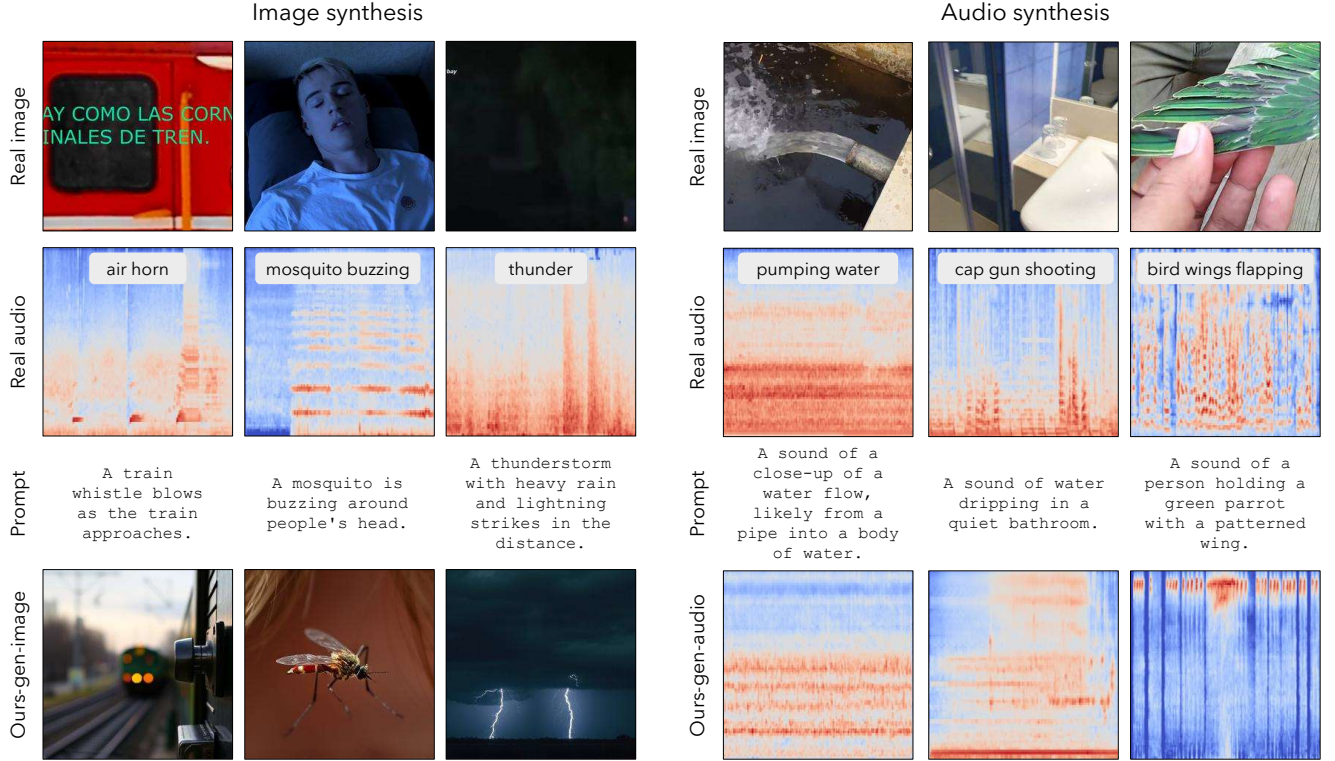 Image synthesis
Audio synthesis
Real image
AY COMO LAS CORN
INALES DE TREN.
bay
Real image
Real audio
air horn
mosquito buzzing
thunder
Real audio
pumping water
cap gun shooting
bird wings flapping
Prompt
A train
whistle blows
as the train
approaches.
A mosquito is
buzzing around
people's head.
A thunderstorm
with heavy rain
and lightning
strikes in the
distance.
Prompt
A sound of a
close-up of a
water flow,
likely from a
pipe into a body
of water.
A sound of water
dripping in a
quiet bathroom.
A sound of a
person holding a
green parrot
with a patterned
wing.
Ours-gen-image
Ours-gen-audio